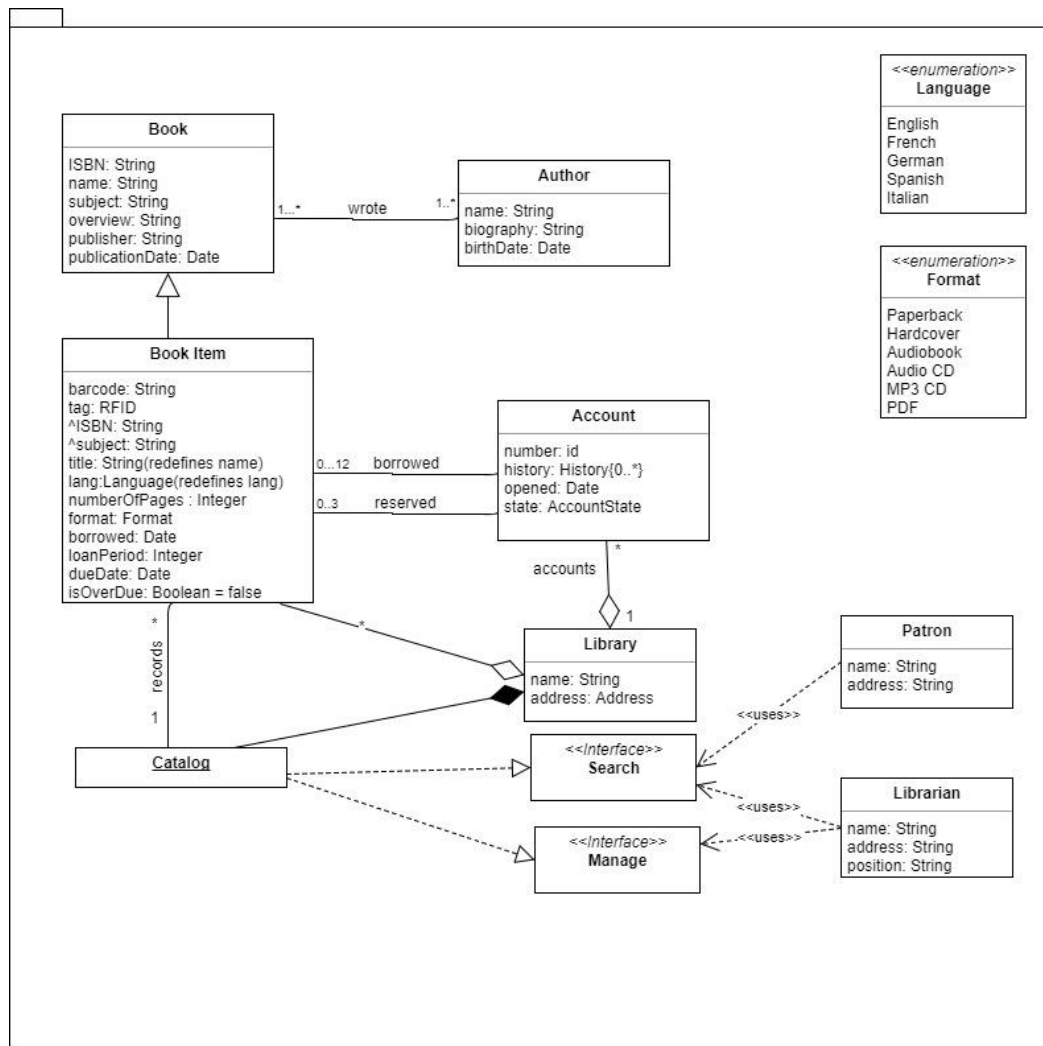 Book
ISBN: String
name: String
subject: String
overview: String
publisher: String
publicationDate: Date
1...*
wrote
1..*
Author
name: String
biography: String
birthDate: Date
<<enumeration>>
Language
English
French
German
Spanish
Italian
<<enumeration>>
Format
Paperback
Hardcover
Audiobook
Audio CD
MP3 CD
PDF
Book Item
barcode: String
tag: RFID
^ISBN: String
^subject: String
title: String(redefines name)
lang:Language(redefines lang)
numberOfPages : Integer
format: Format
borrowed: Date
loanPeriod: Integer
dueDate: Date
isOverDue: Boolean = false
0...12
borrowed
0..3
reserved
Account
number: id
history: History{0..*}
opened: Date
state: AccountState
*
accounts
1
*
records
1
*
Library
name: String
address: Address
Catalog
<<Interface>>
Search
<<Interface>>
Manage
Patron
name: String
address: String
<<uses>>
Librarian
name: String
address: String
position: String
<<uses>>
<<uses>>